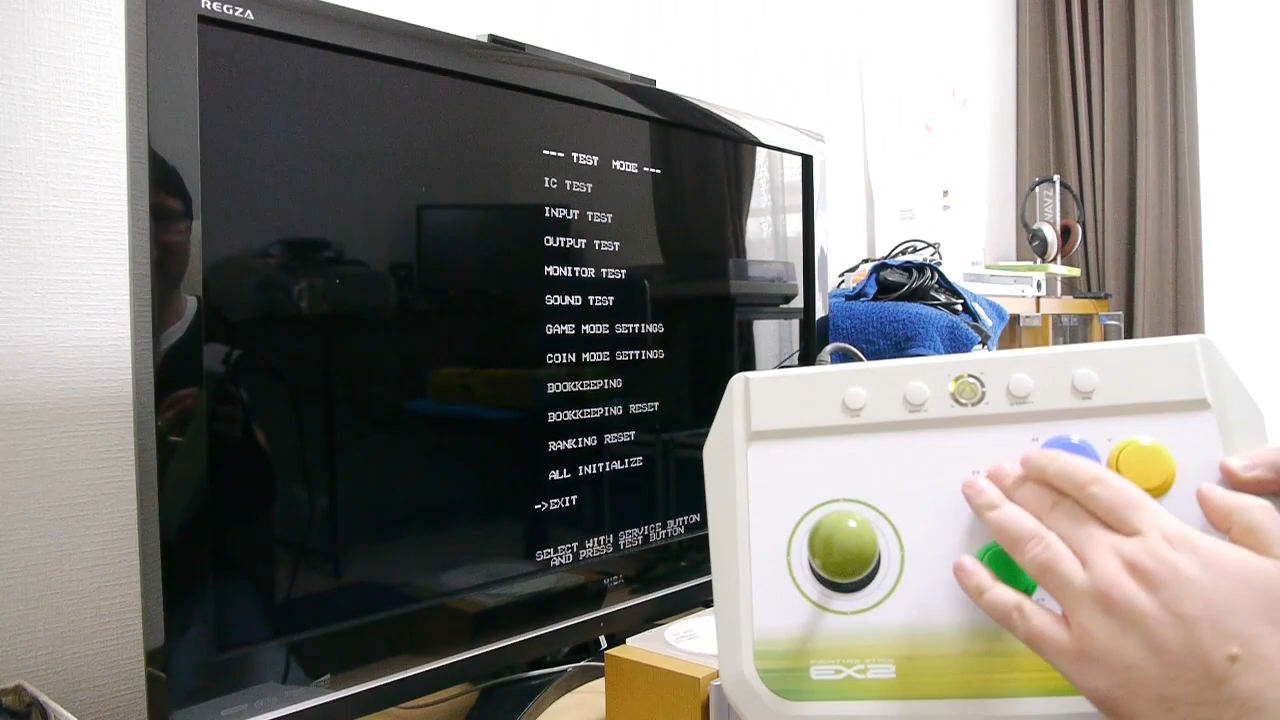 REGZA
--- TEST MODE ---
IC TEST
INPUT TEST
OUTPUT TEST
MONITOR TEST
SOUND TEST
GAME MODE SETTINGS
COIN MODE SETTINGS
BOOKKEEPING
BOOKKEEPING RESET
RANKING RESET
ALL INITIALIZE
->EXIT
SELECT WITH SERVICE BUTTON
AND PRESS TEST BUTTON
FIGHTING STICK
EX2